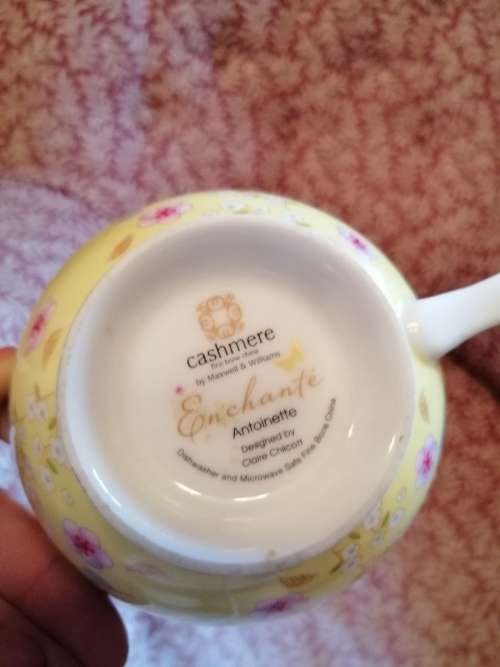 cashmere
fine bone china
by Maxwell & Williams
Enchanté
Antoinette
Designed by
Claire Chilcott
Dishwasher and Microwave Safe Fine Bone China